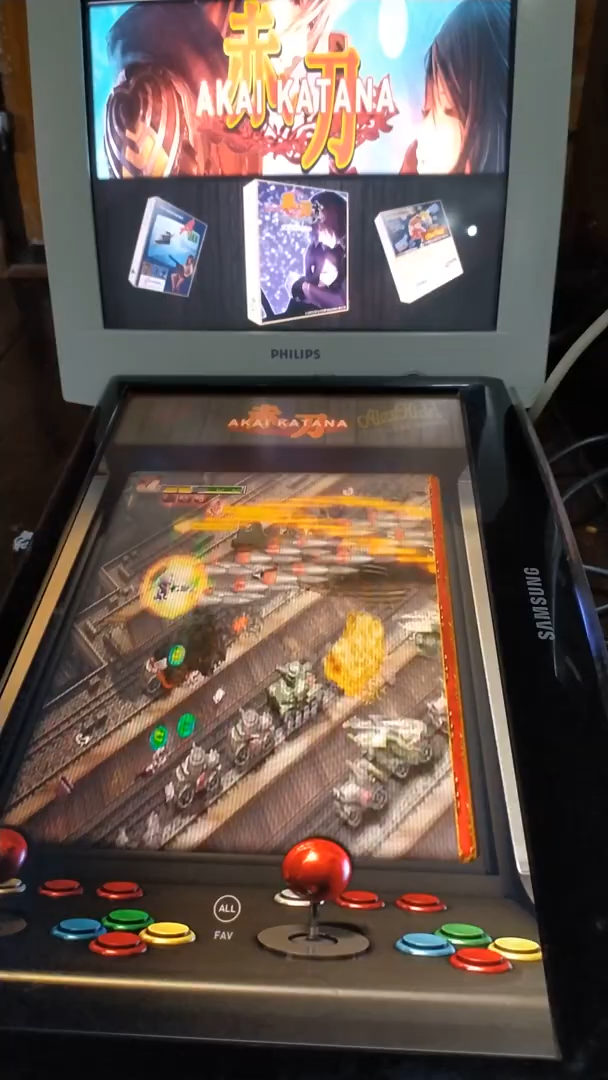 赤刀
AKAI KATANA
PHILIPS
AKAI KATANA
SAMSUNG
ALL
FAV